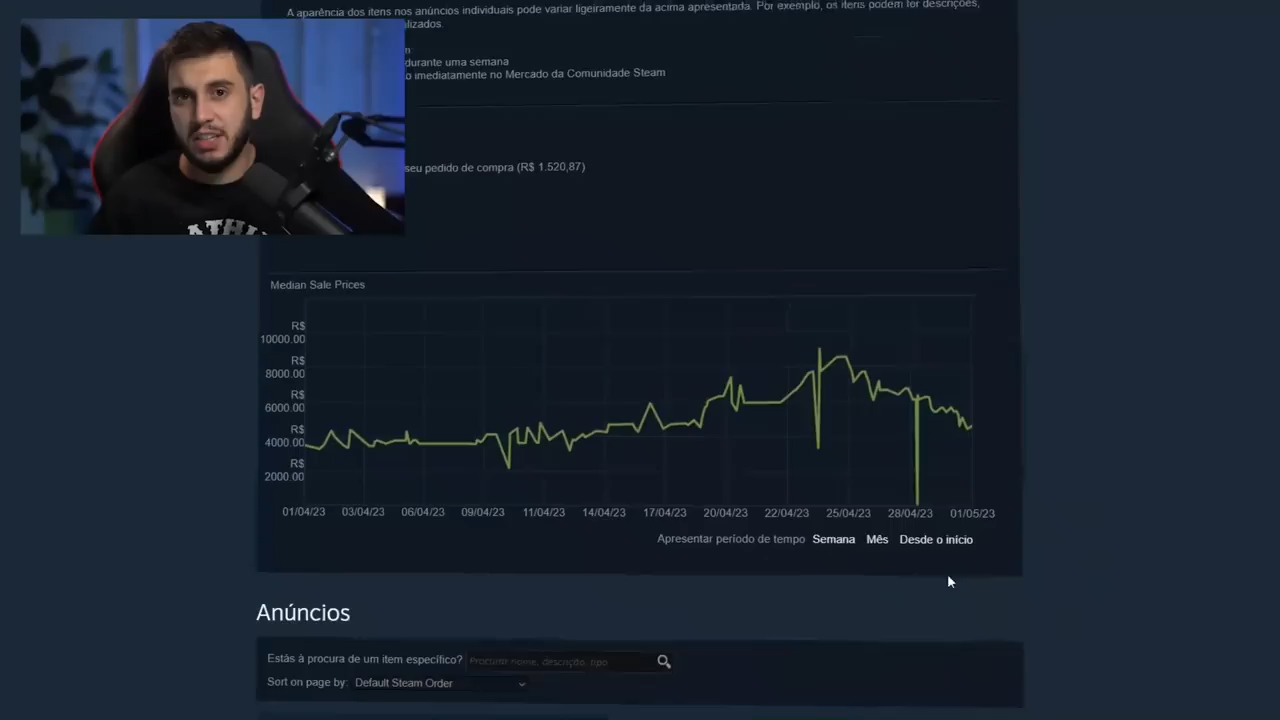 A aparência dos itens nos anúncios individuais pode variar ligeiramente da acima apresentada. Por exemplo, os itens podem ter descrições,
lizados.
m
durante uma semana
o imediatamente no Mercado da Comunidade Steam
seu pedido de compra (R$ 1.520,87)
Median Sale Prices
R$
10000.00
R$
8000.00
R$
6000.00
R$
4000.00
R$
2000.00
01/04/23 03/04/23 06/04/23 09/04/23 11/04/23 14/04/23 17/04/23 20/04/23 22/04/23 25/04/23 28/04/23 01/05/23
Apresentar período de tempo Semana Mês Desde o início
Anúncios
Estás à procura de um item específico? Procurar nome, descrição, tipo
Sort on page by: Default Steam Order